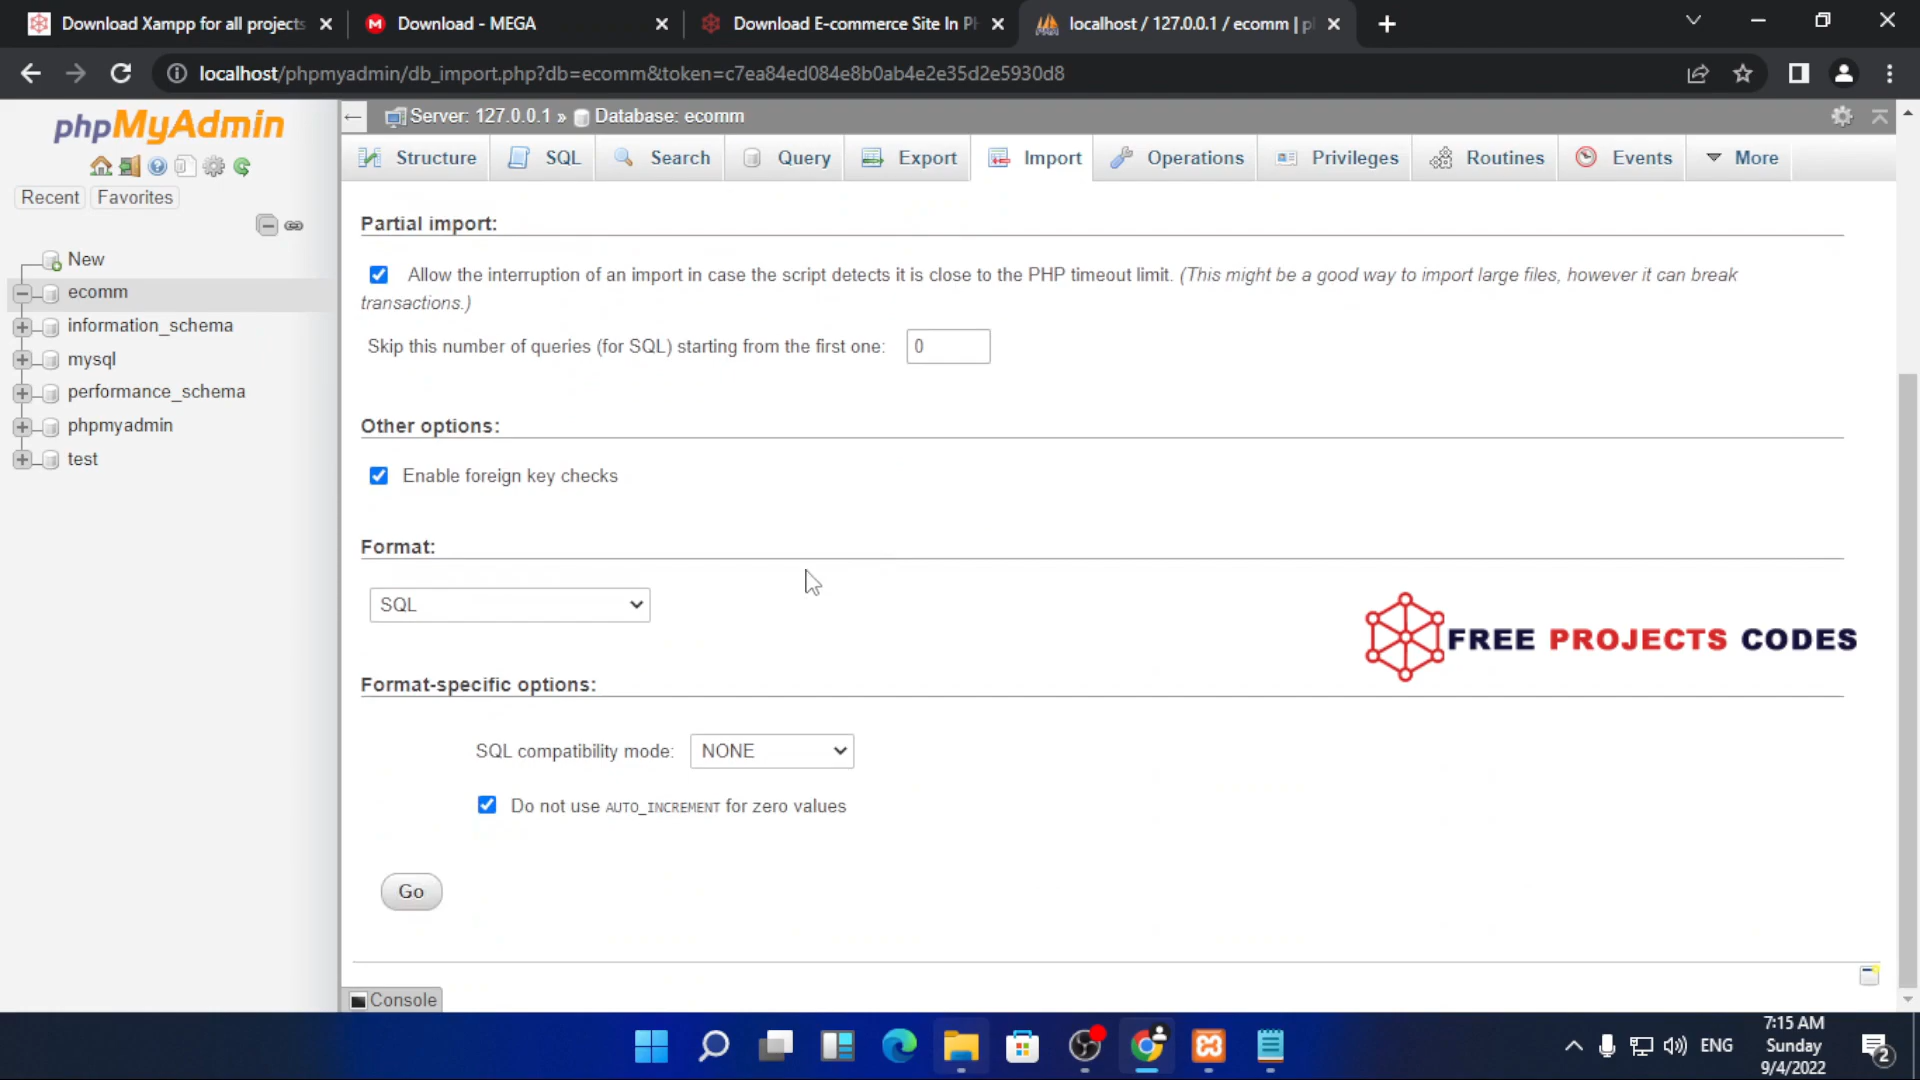 Download Xampp for all projects
Download - MEGA
Download E-commerce Site In PH
localhost / 127.0.0.1 / ecomm | p
localhost/phpmyadmin/db_import.php?db=ecomm&token=c7ea84ed084e8b0ab4e2e35d2e5930d8
phpMyAdmin
Recent
Favorites
New
ecomm
information_schema
mysql
performance_schema
phpmyadmin
test
Server: 127.0.0.1 » Database: ecomm
Structure
SQL
Search
Query
Export
Import
Operations
Privileges
Routines
Events
More
Partial import:
Allow the interruption of an import in case the script detects it is close to the PHP timeout limit. (This might be a good way to import large files, however it can break
transactions.)
Skip this number of queries (for SQL) starting from the first one: 0
Other options:
Enable foreign key checks
Format:
SQL
FREE PROJECTS CODES
Format-specific options:
SQL compatibility mode: NONE
Do not use AUTO_INCREMENT for zero values
Go
Console
ENG
7:15 AM
Sunday
9/4/2022
2